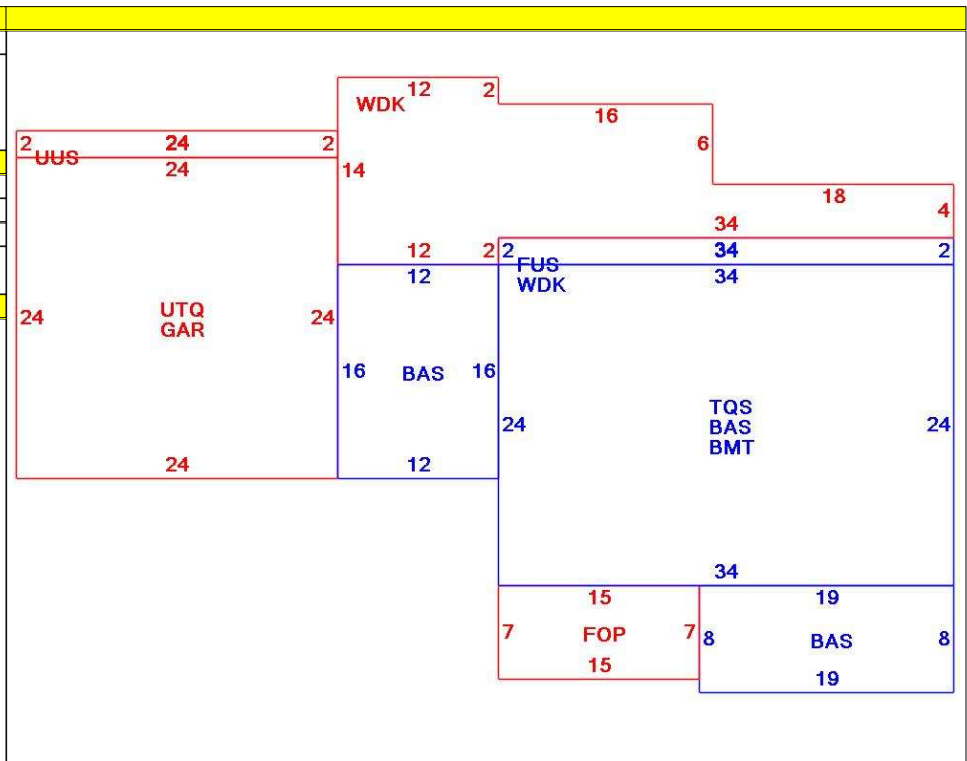 12 2
WDK
16
2 24 2
UUS
24
14
6
18
4
34
12 2 2 34 2
12
FUS
34
WDK
24 UTQ 24
GAR
16 BAS 16
24 TQS 24
BAS
BMT
24
12
34
15 19
7 FOP 7 8 BAS 8
15
19